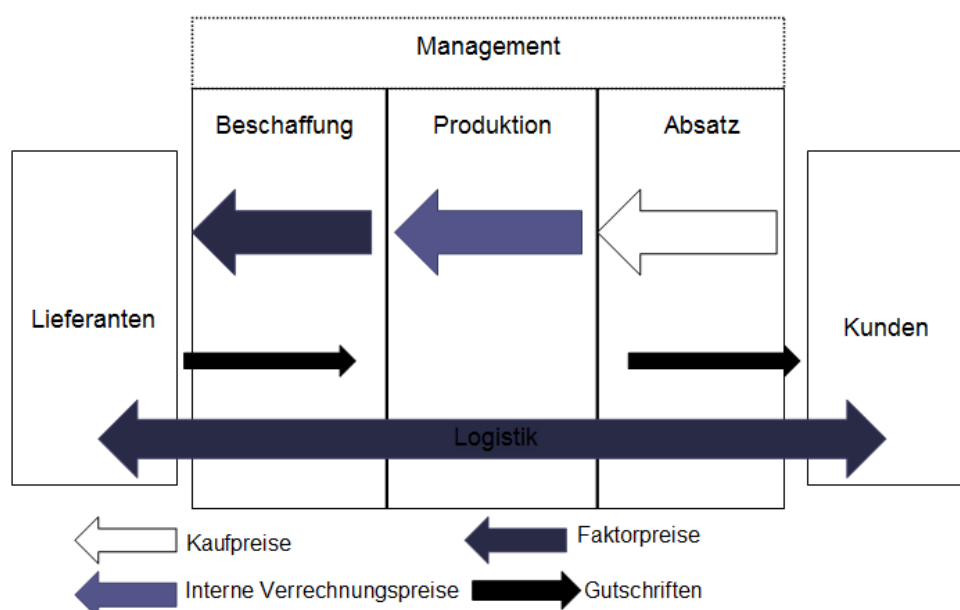 Management
Beschaffung
Produktion
Absatz
Lieferanten
Kunden
Logistik
Kaufpreise
Faktorpreise
Interne Verrechnungspreise
Gutschriften